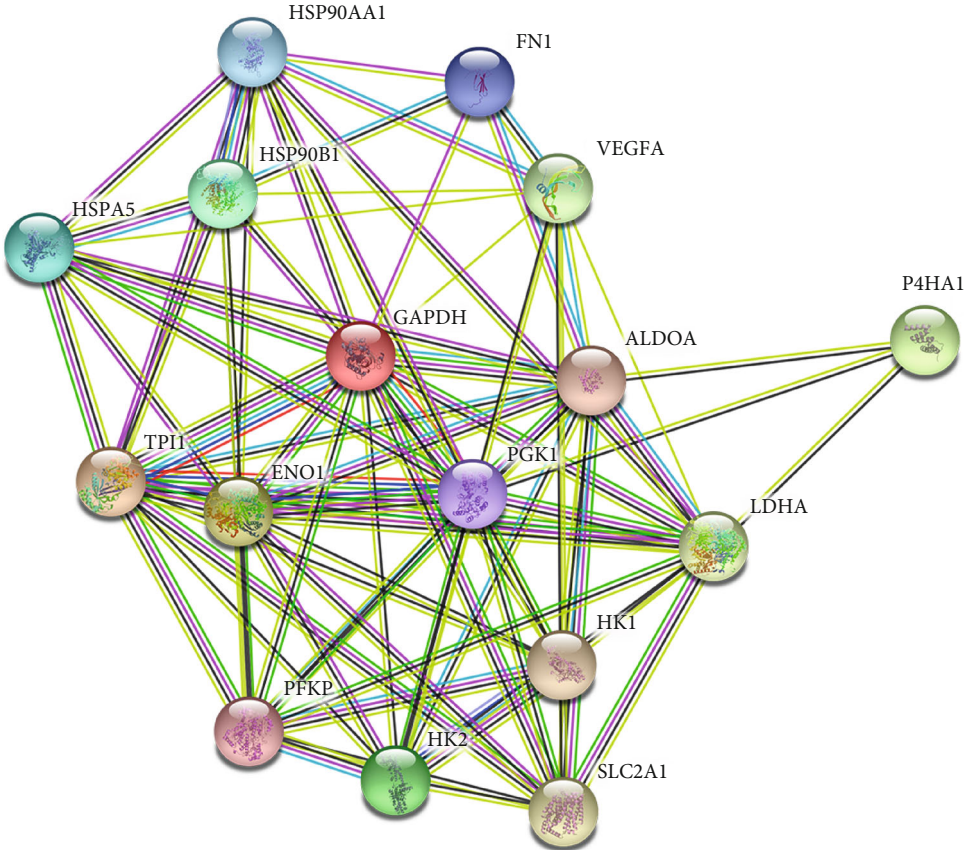 HSP90AA1
FN1
HSP90B1
VEGFA
HSPA5
P4HA1
GAPDH
ALDOA
TPI1
ENO1
PGK1
LDHA
HK1
PFKP
HK2
SLC2A1